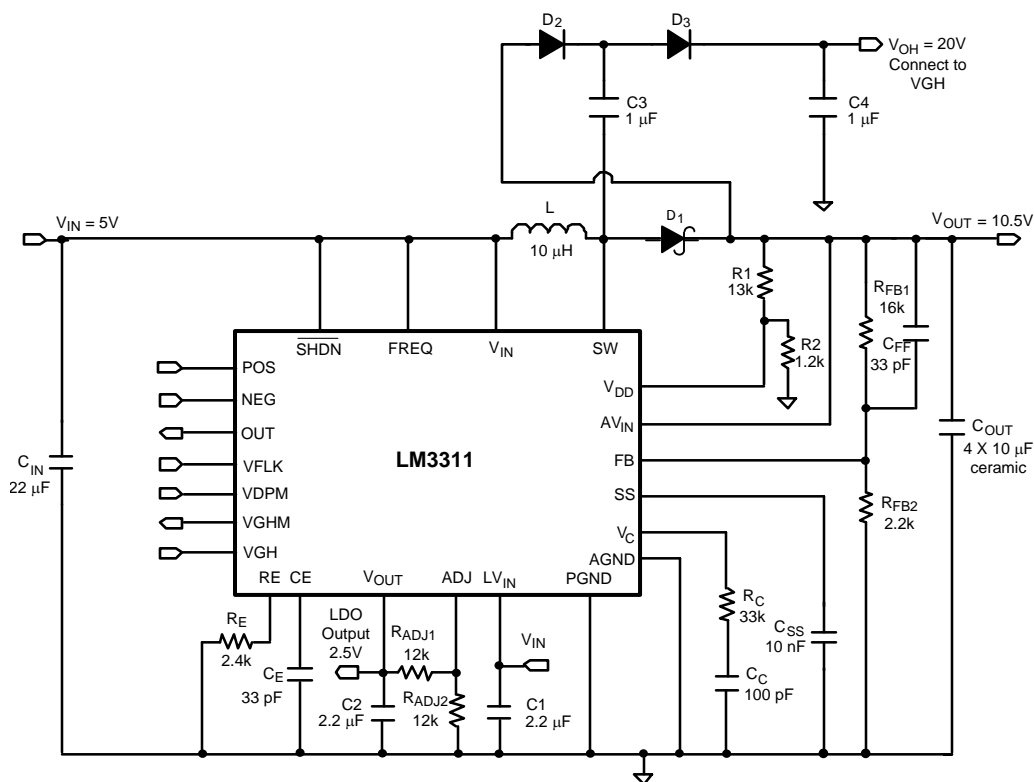 D2
D3
VOH = 20V
Connect to
VGH
C3
1 μF
C4
1 μF
VIN = 5V
L
10 μH
D1
VOUT = 10.5V
R1
13k
R2
1.2k
RFB1
16k
CFF
33 pF
SHDN
FREQ
VIN
SW
POS
NEG
OUT
VFLK
VDPM
VGHM
VGH
VDD
AVIN
FB
SS
VC
AGND
LM3311
CIN
22 μF
COUT
4 X 10 μF
ceramic
RFB2
2.2k
RE
CE
VOUT
ADJ
LVIN
PGND
RE
2.4k
CE
33 pF
LDO
Output
2.5V
RADJ1
12k
C2
2.2 μF
RADJ2
12k
VIN
C1
2.2 μF
RC
33k
CC
100 pF
CSS
10 nF